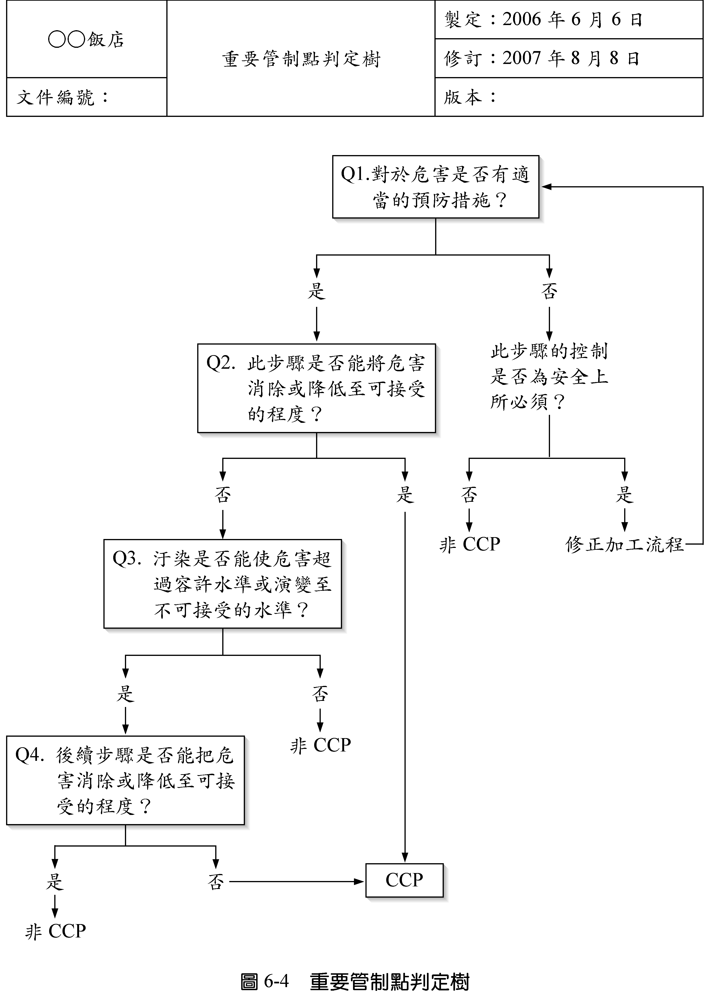 ○○飯店
文件編號：
重要管制點判定樹
製定：2006 年 6 月 6 日
修訂：2007 年 8 月 8 日
版本：
Q1.對於危害是否有適
當的預防措施？
是
否
Q2. 此步驟是否能將危害
消除或降低至可接受
的程度？
此步驟的控制
是否為安全上
所必須？
否
是
否
是
非 CCP
修正加工流程
Q3. 汙染是否能使危害超
過容許水準或演變至
不可接受的水準？
是
否
非 CCP
Q4. 後續步驟是否能把危
害消除或降低至可接
受的程度？
是
否
CCP
非 CCP
圖 6-4 重要管制點判定樹